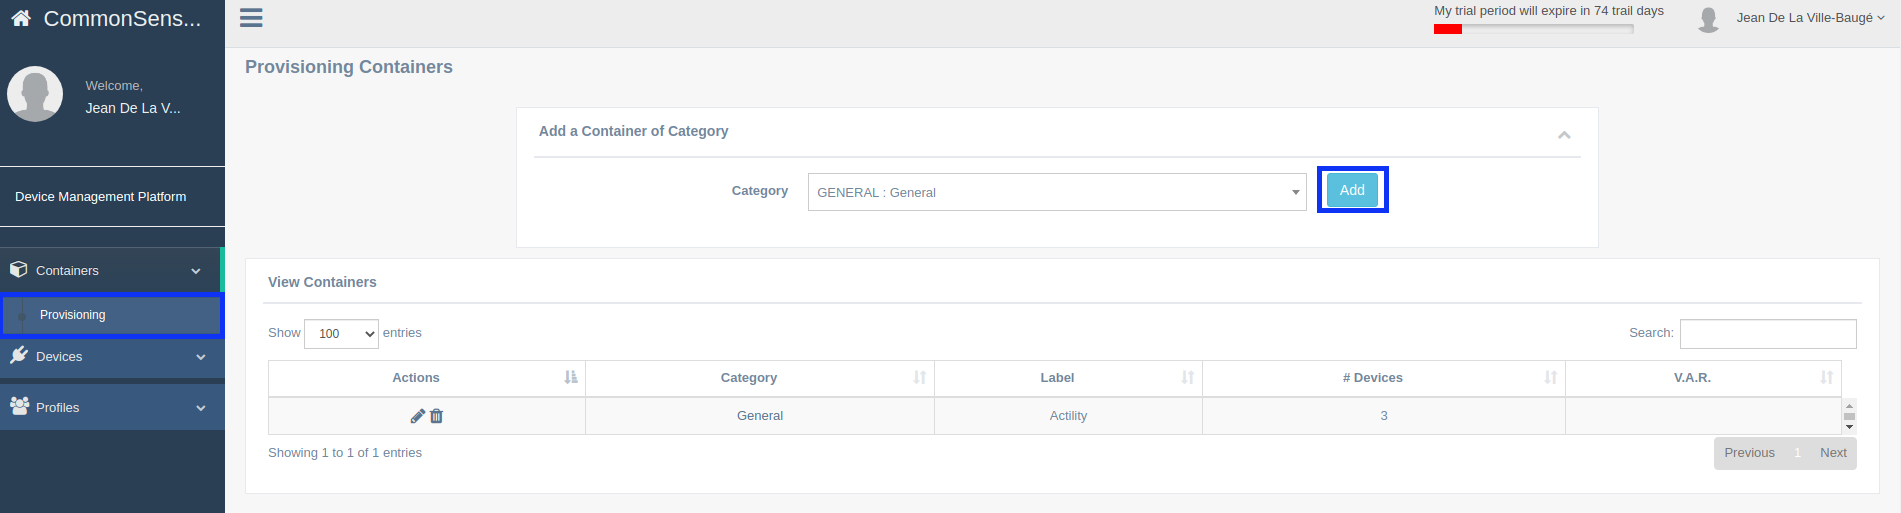 CommonSens...
My trial period will expire in 74 trail days
Jean De La Ville-Baugé
Welcome,
Jean De La V...
Device Management Platform
Containers
Provisioning
Devices
Profiles
Provisioning Containers
Add a Container of Category
Category GENERAL : General Add
View Containers
Show 100 entries Search:
Actions Category Label # Devices V.A.R.
General Actility 3
Showing 1 to 1 of 1 entries Previous 1 Next